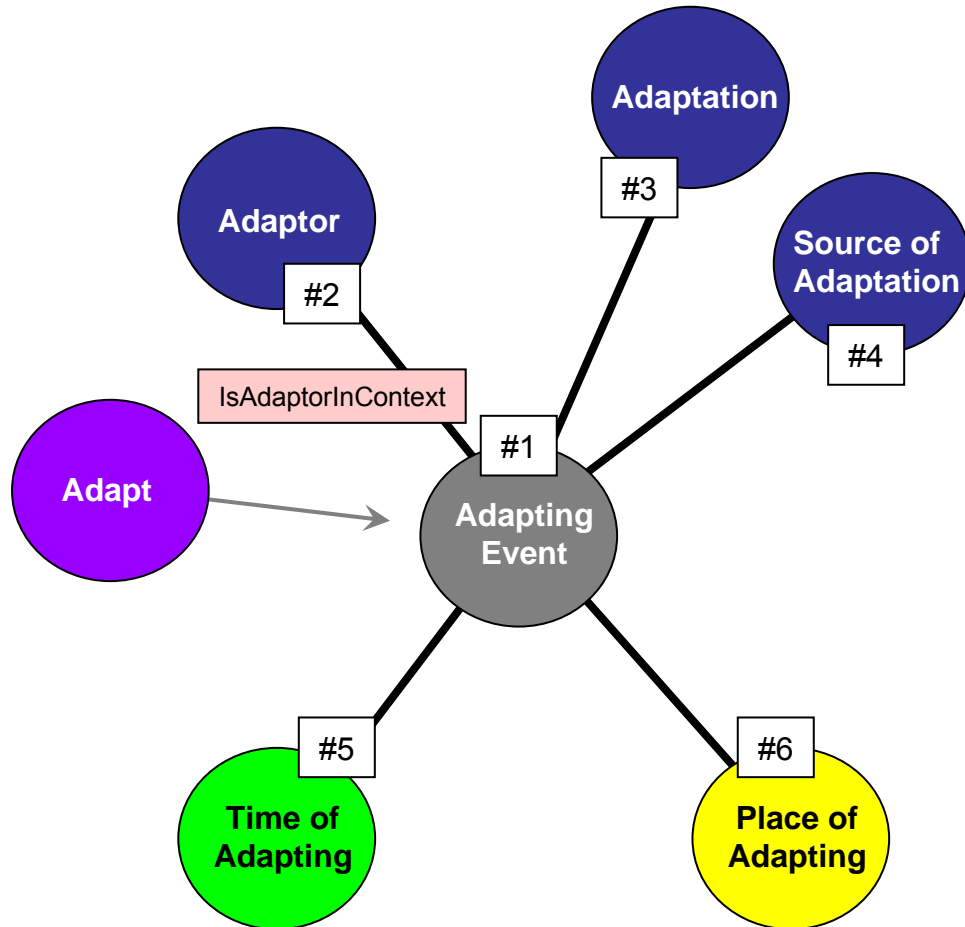 Adaptation
#3
Adaptor
#2
Source of
Adaptation
#4
IsAdaptorInContext
#1
Adapt
Adapting
Event
#5
Time of
Adapting
#6
Place of
Adapting